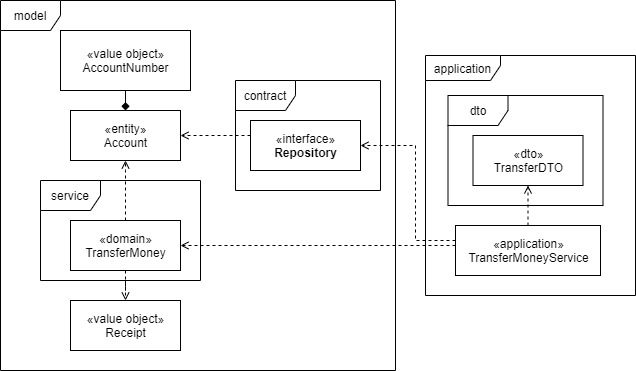 model
«value object»
AccountNumber
«entity»
Account
service
«domain»
TransferMoney
«value object»
Receipt
contract
«interface»
Repository
application
dto
«dto»
TransferDTO
«application»
TransferMoneyService